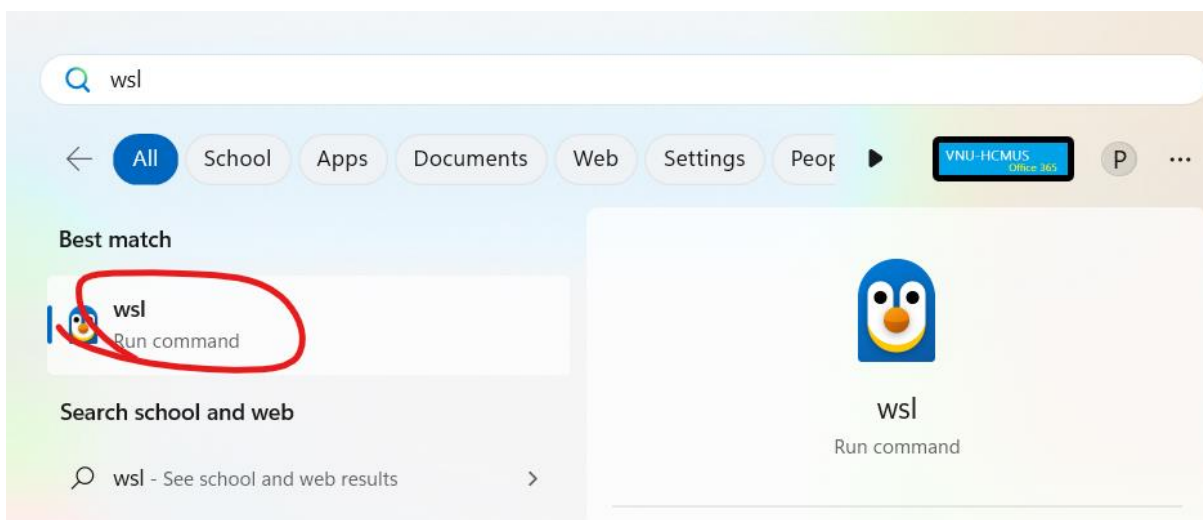 wsl
All School Apps Documents Web Settings Peop VNU-HCMUS Office 365 P ...
Best match
wsl
Run command
Search school and web
wsl - See school and web results
wsl
Run command